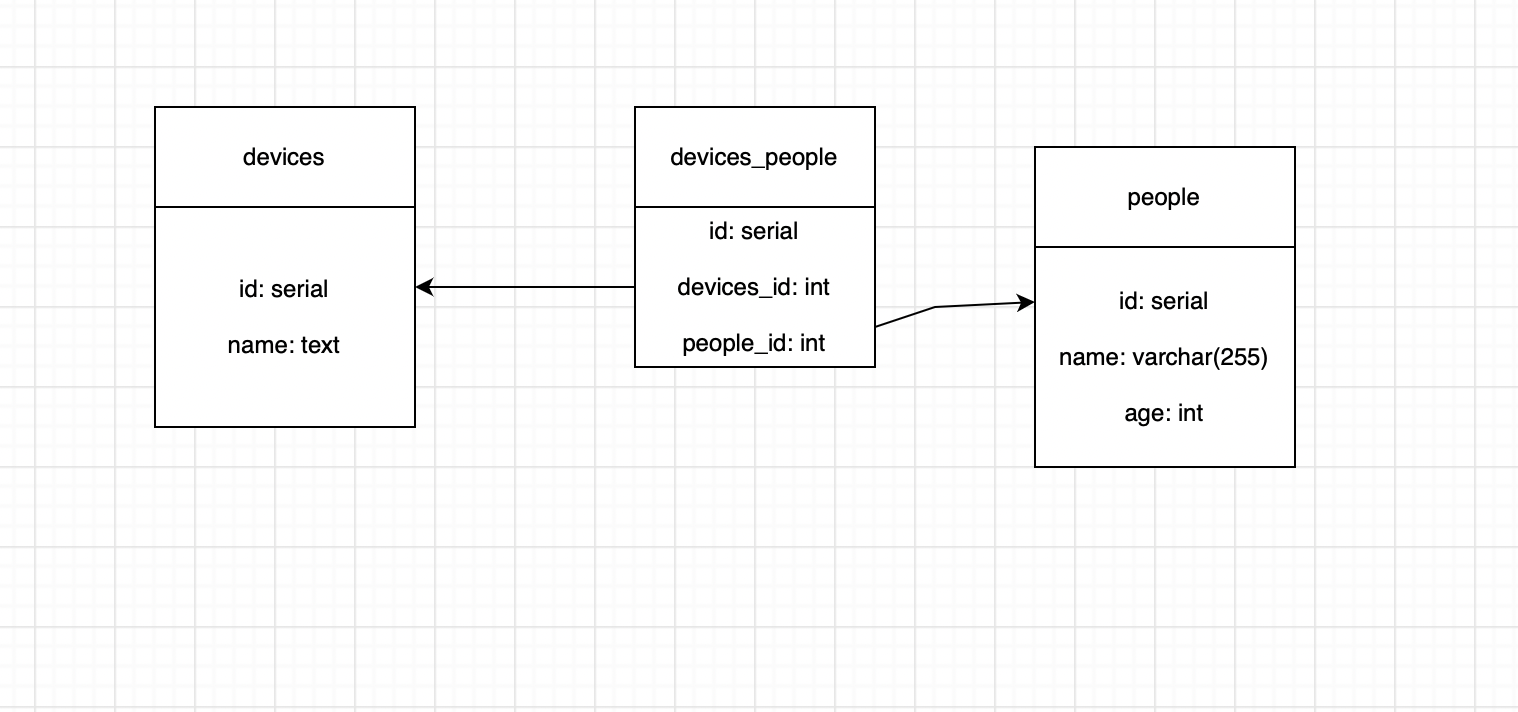 devices
id: serial
name: text
devices_people
id: serial
devices_id: int
people_id: int
people
id: serial
name: varchar(255)
age: int